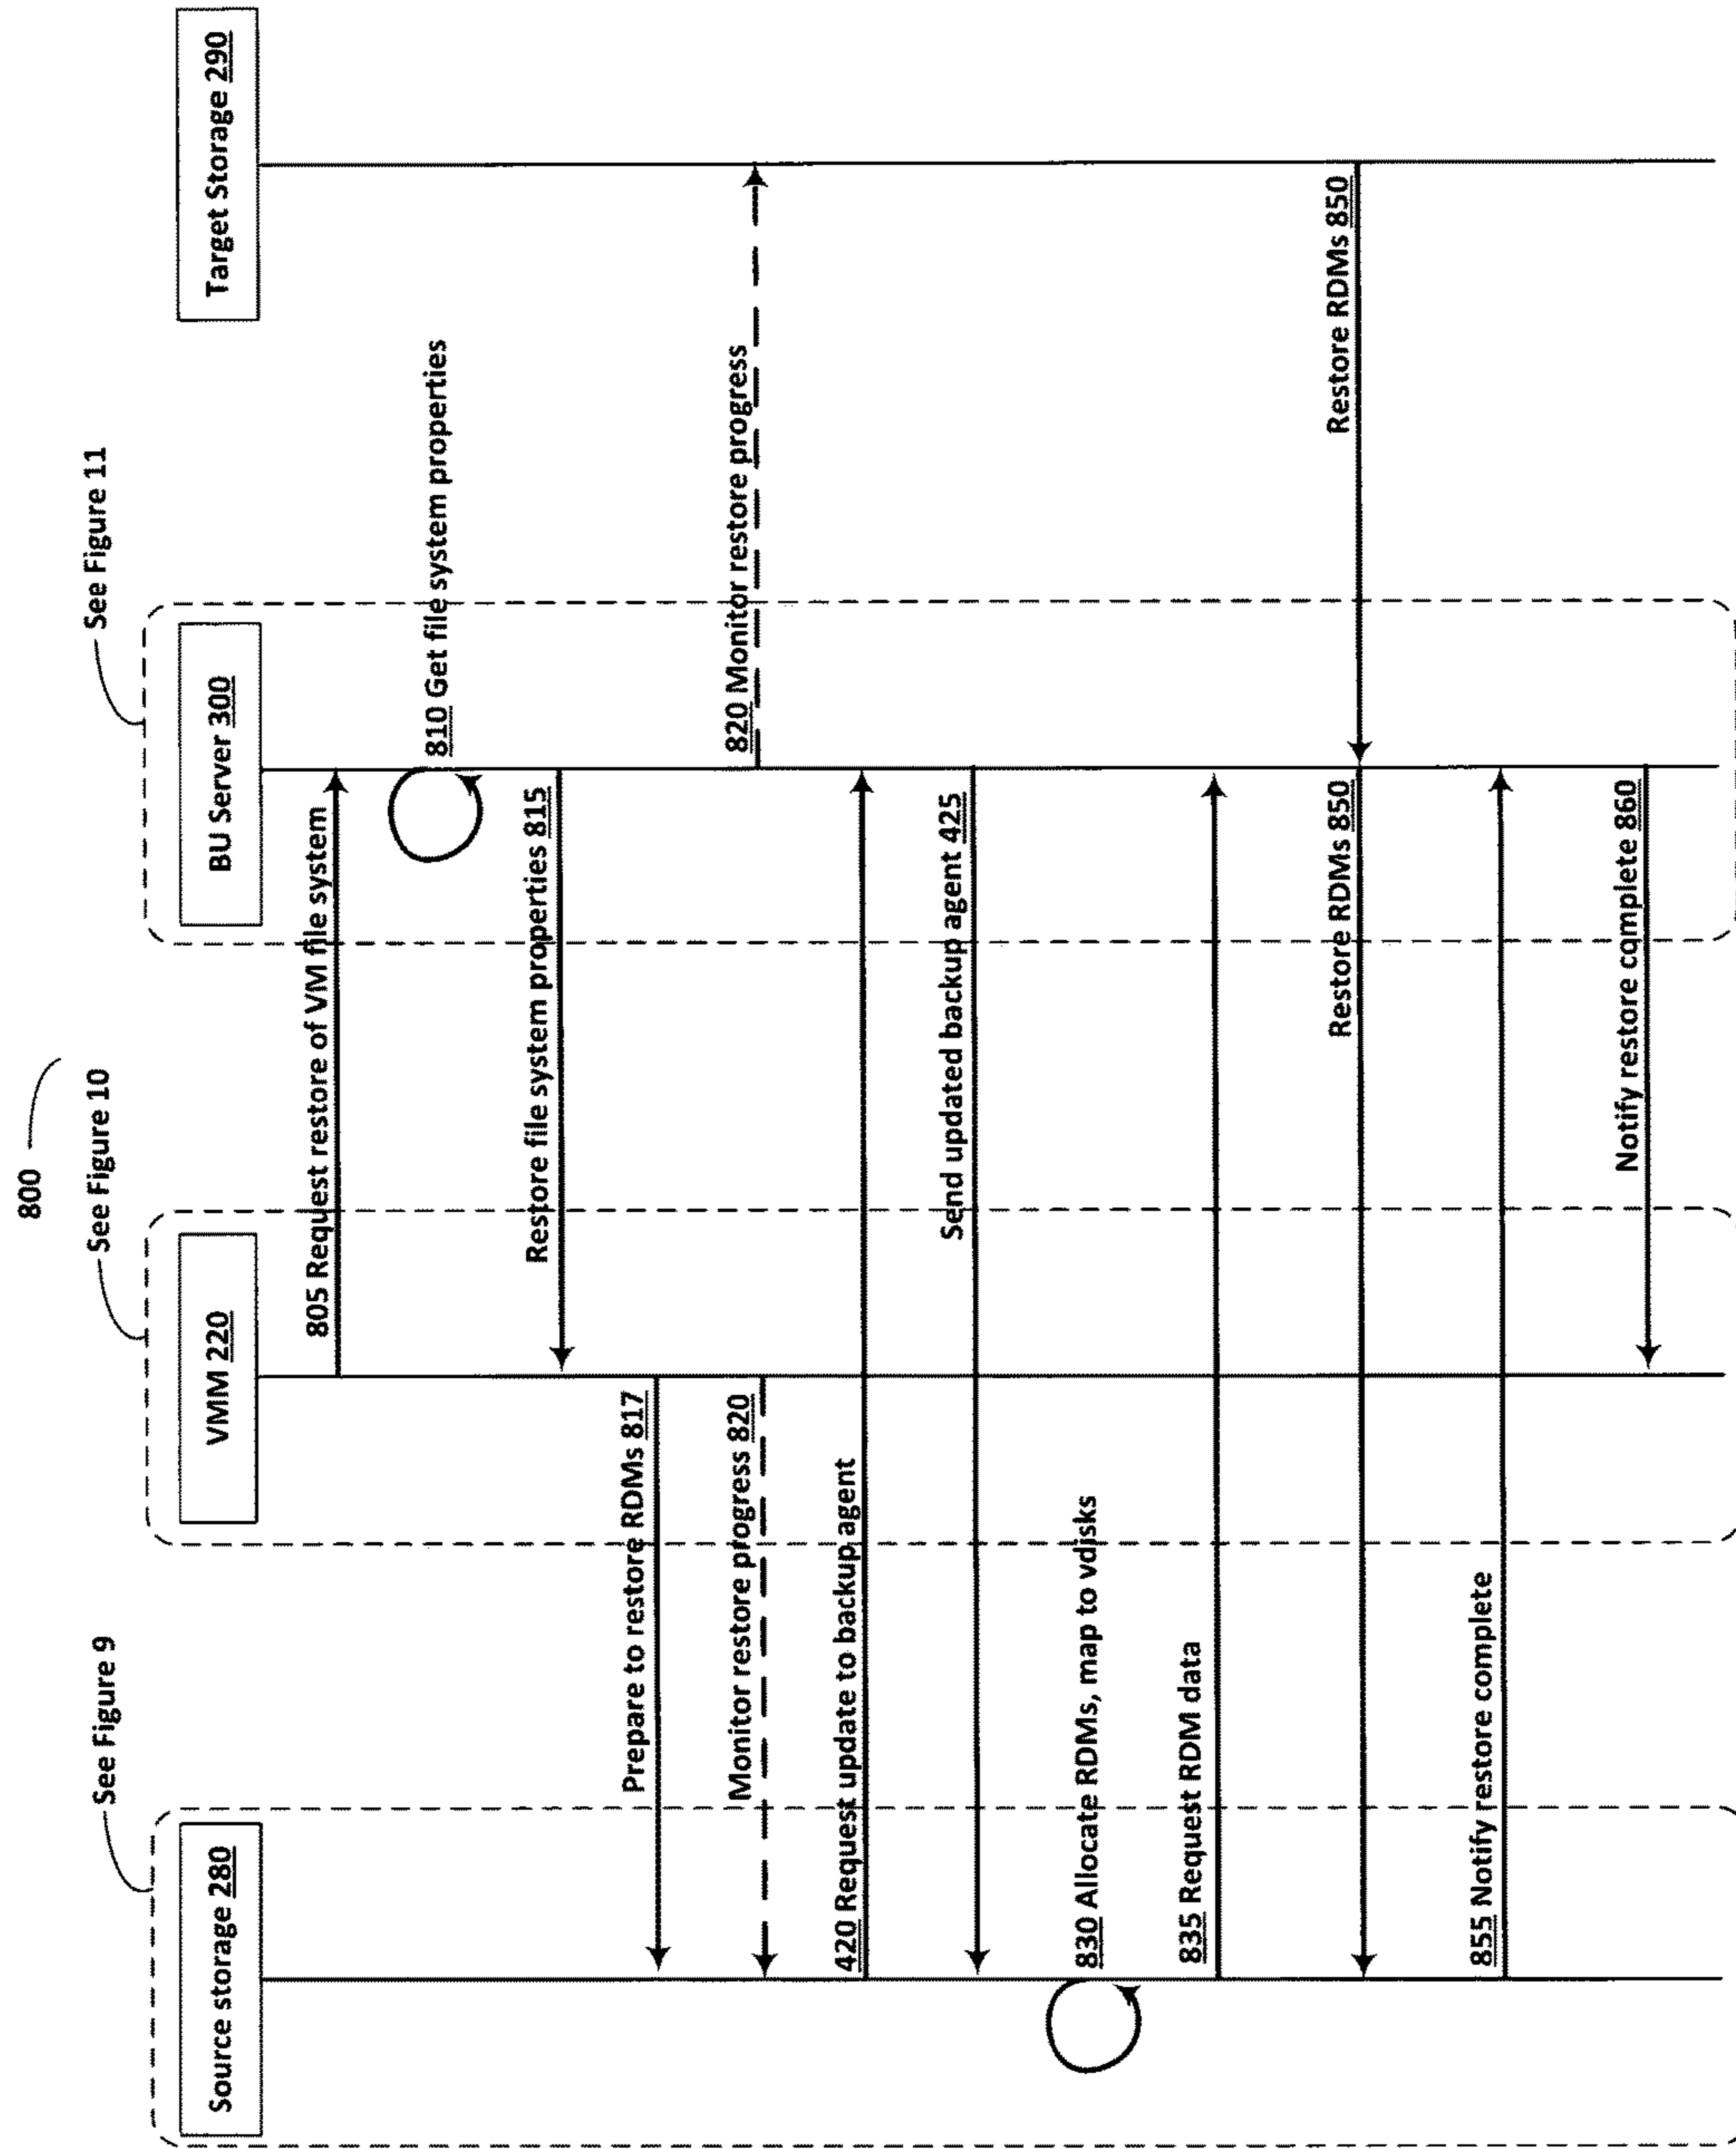 800
See Figure 9
See Figure 10
See Figure 11
Source storage 280
VMM 220
BU Server 300
Target Storage 290
805 Request restore of VM file system
810 Get file system properties
Restore file system properties 815
Prepare to restore RDMs 817
Monitor restore progress 820
820 Monitor restore progress
420 Request update to backup agent
Send updated backup agent 425
830 Allocate RDMs, map to vdisks
835 Request RDM data
Restore RDMs 850
Restore RDMs 850
855 Notify restore complete
Notify restore complete 860